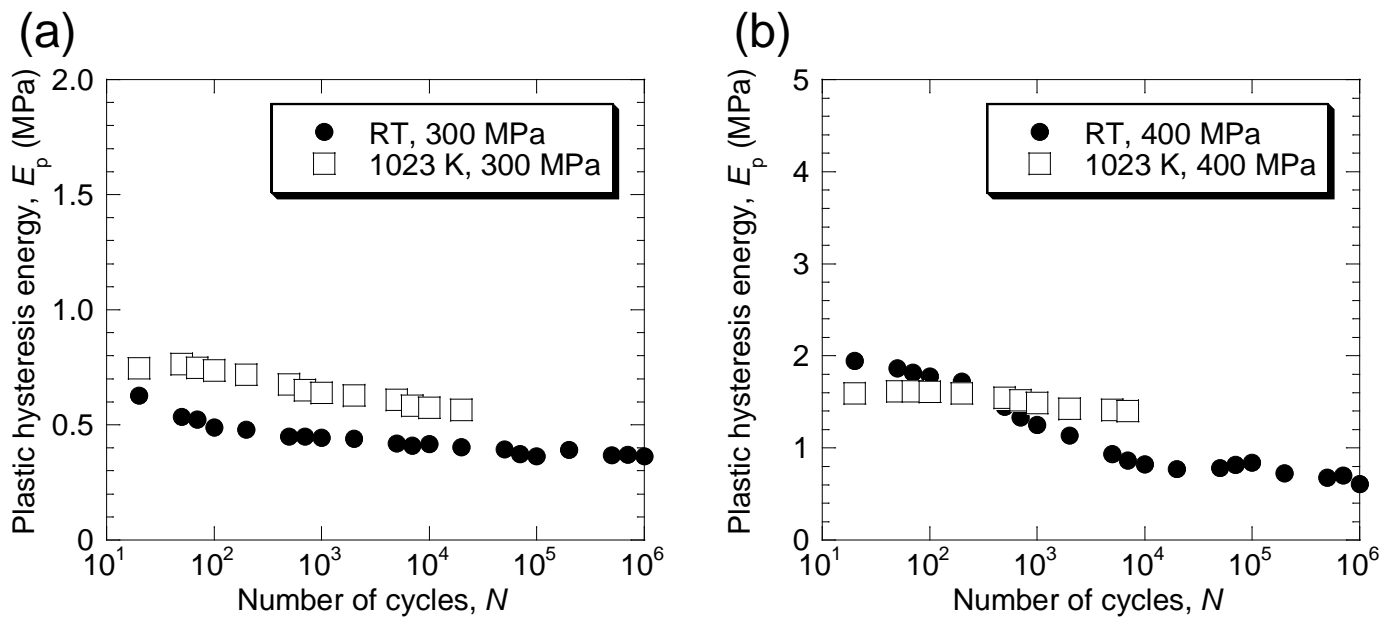 (a)
Plastic hysteresis energy, Eₚ (MPa)
2.0
1.5
1.0
0.5
0
RT, 300 MPa
1023 K, 300 MPa
10¹ 10² 10³ 10⁴ 10⁵ 10⁶
Number of cycles, N
(b)
Plastic hysteresis energy, Eₚ (MPa)
5
4
3
2
1
0
RT, 400 MPa
1023 K, 400 MPa
10¹ 10² 10³ 10⁴ 10⁵ 10⁶
Number of cycles, N